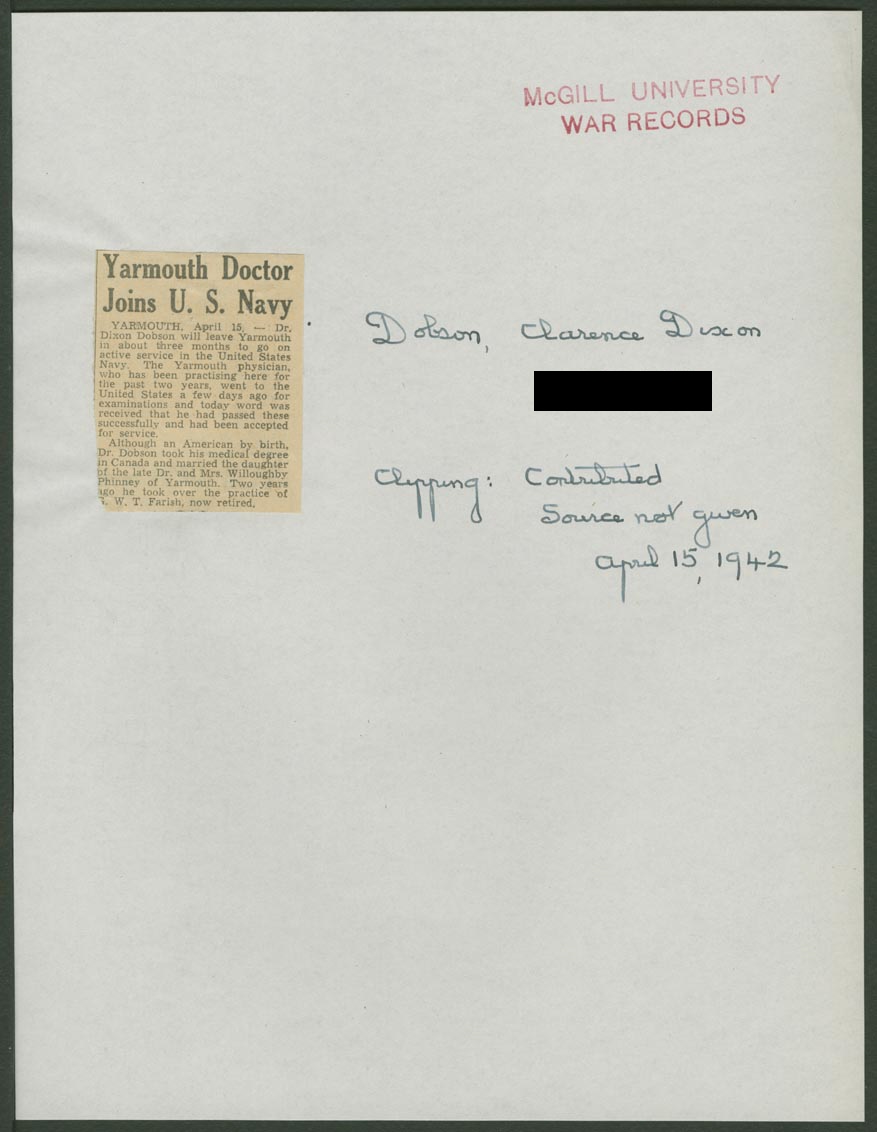 McGILL UNIVERSITY
WAR RECORDS
Yarmouth Doctor
Joins U. S. Navy
YARMOUTH, April 15, — Dr.
Dixon Dobson will leave Yarmouth
in about three months to go on
active service in the United States
Navy. The Yarmouth physician,
who has been practising here for
the past two years, went to the
United States a few days ago for
examinations and today word was
received that he had passed these
successfully and had been accepted
for service.
Although an American by birth,
Dr. Dobson took his medical degree
in Canada and married the daughter
of the late Dr. and Mrs. Willoughby
Phinney of Yarmouth. Two years
ago he took over the practice of
W. T. Farish, now retired.
Dobson, Clarence Dixon
Clipping: Contributed
Source not given
April 15, 1942